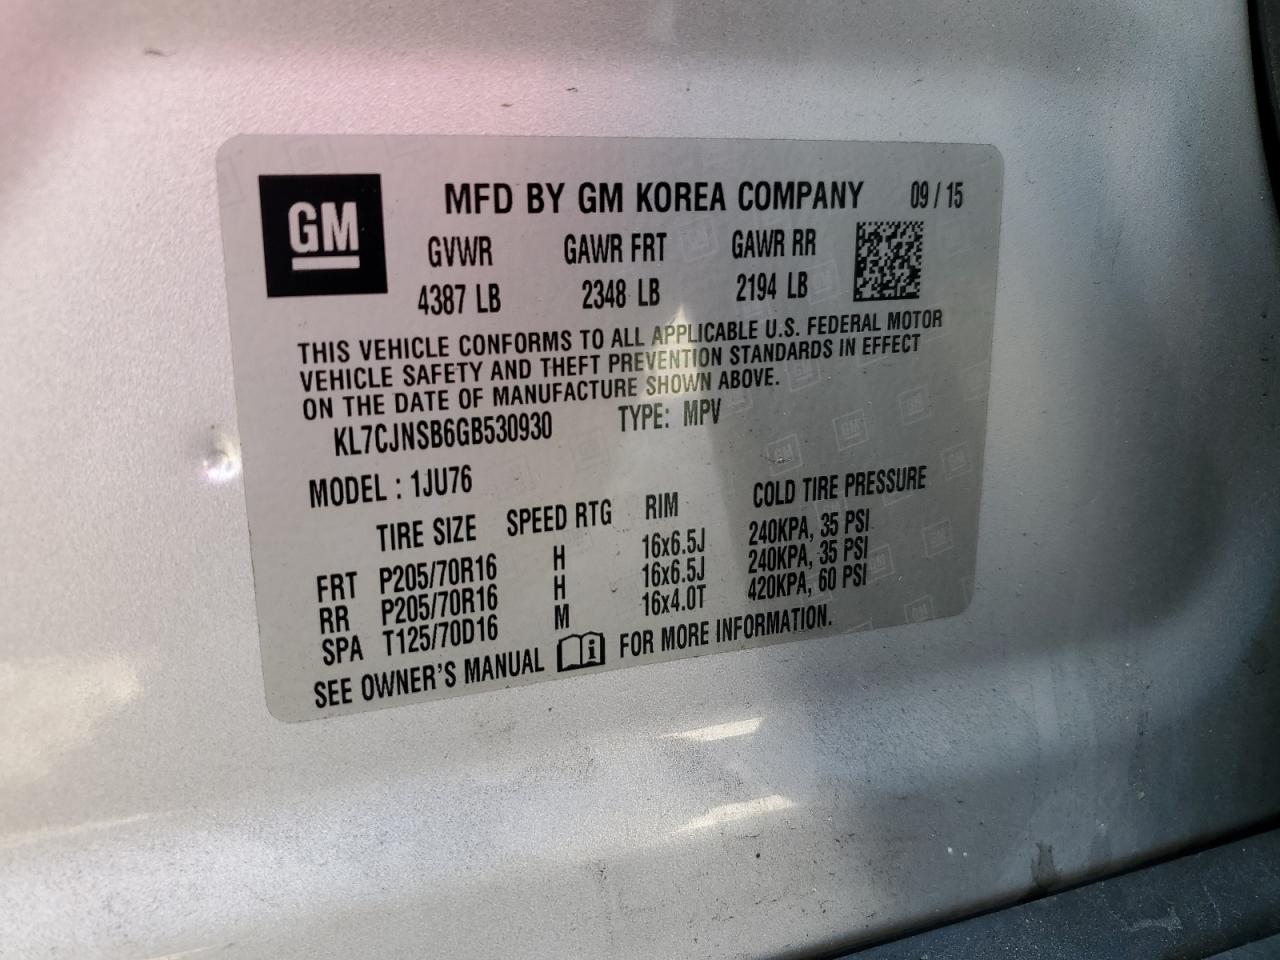 GM
MFD BY GM KOREA COMPANY 09 / 15
GVWR GAWR FRT GAWR RR
4387 LB 2348 LB 2194 LB
THIS VEHICLE CONFORMS TO ALL APPLICABLE U.S. FEDERAL MOTOR
VEHICLE SAFETY AND THEFT PREVENTION STANDARDS IN EFFECT
ON THE DATE OF MANUFACTURE SHOWN ABOVE.
KL7CJNSB6GB530930 TYPE: MPV
MODEL : 1JU76
TIRE SIZE SPEED RTG RIM COLD TIRE PRESSURE
FRT P205/70R16 H 16x6.5J 240KPA, 35 PSI
RR P205/70R16 H 16x6.5J 240KPA, 35 PSI
SPA T125/70D16 M 16x4.0T 420KPA, 60 PSI
SEE OWNER'S MANUAL FOR MORE INFORMATION.